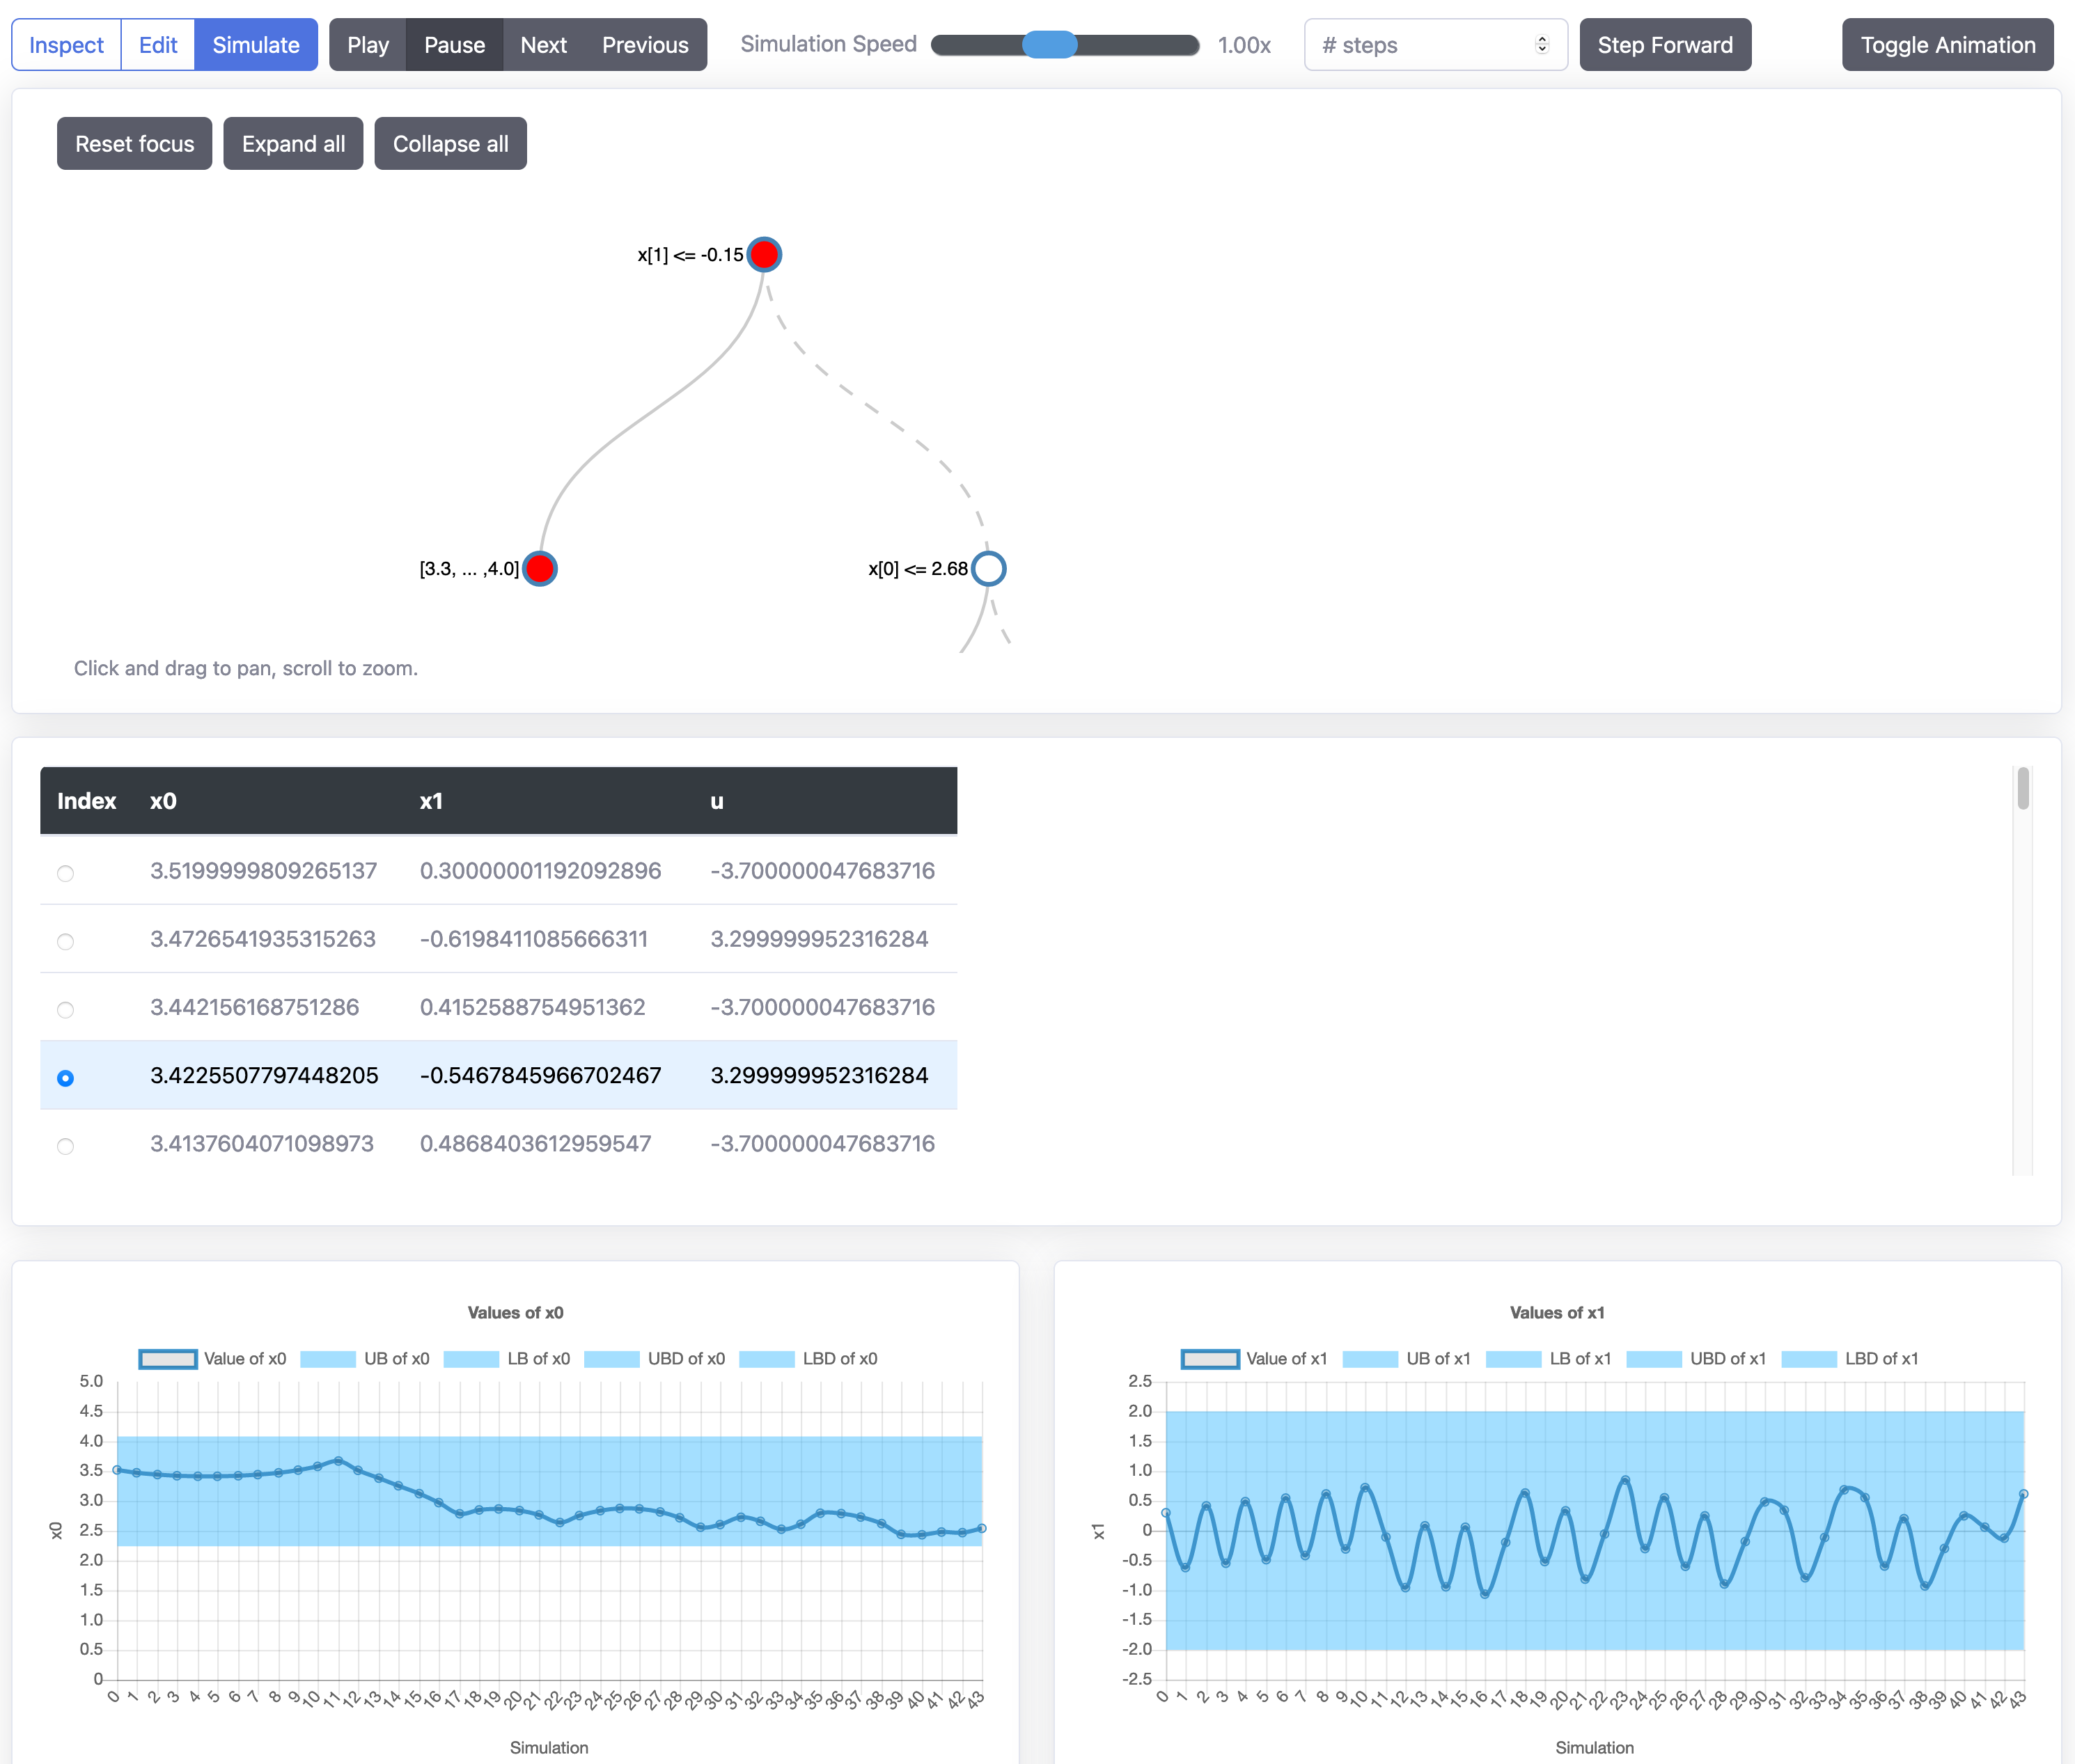 Inspect Edit Simulate Play Pause Next Previous Simulation Speed 1.00x # steps Step Forward Toggle Animation
Reset focus Expand all Collapse all
x[1] <= -0.15
[3.3, ... ,4.0] x[0] <= 2.68
Click and drag to pan, scroll to zoom.
Index x0 x1 u
3.5199999809265137 0.30000001192092896 -3.700000047683716
3.4726541935315263 -0.6198411085666311 3.299999952316284
3.442156168751286 0.4152588754951362 -3.700000047683716
3.4225507797448205 -0.5467845966702467 3.299999952316284
3.4137604071098973 0.4868403612959547 -3.700000047683716
Values of x0
Value of x0 UB of x0 LB of x0 UBD of x0 LBD of x0
5.0
4.5
4.0
3.5
3.0
2.5
2.0
1.5
1.0
0.5
0
x0
0 1 2 3 4 5 6 7 8 9 10 11 12 13 14 15 16 17 18 19 20 21 22 23 24 25 26 27 28 29 30 31 32 33 34 35 36 37 38 39 40 41 42 43
Simulation
Values of x1
Value of x1 UB of x1 LB of x1 UBD of x1 LBD of x1
2.5
2.0
1.5
1.0
0.5
0
-0.5
-1.0
-1.5
-2.0
-2.5
x1
0 1 2 3 4 5 6 7 8 9 10 11 12 13 14 15 16 17 18 19 20 21 22 23 24 25 26 27 28 29 30 31 32 33 34 35 36 37 38 39 40 41 42 43
Simulation